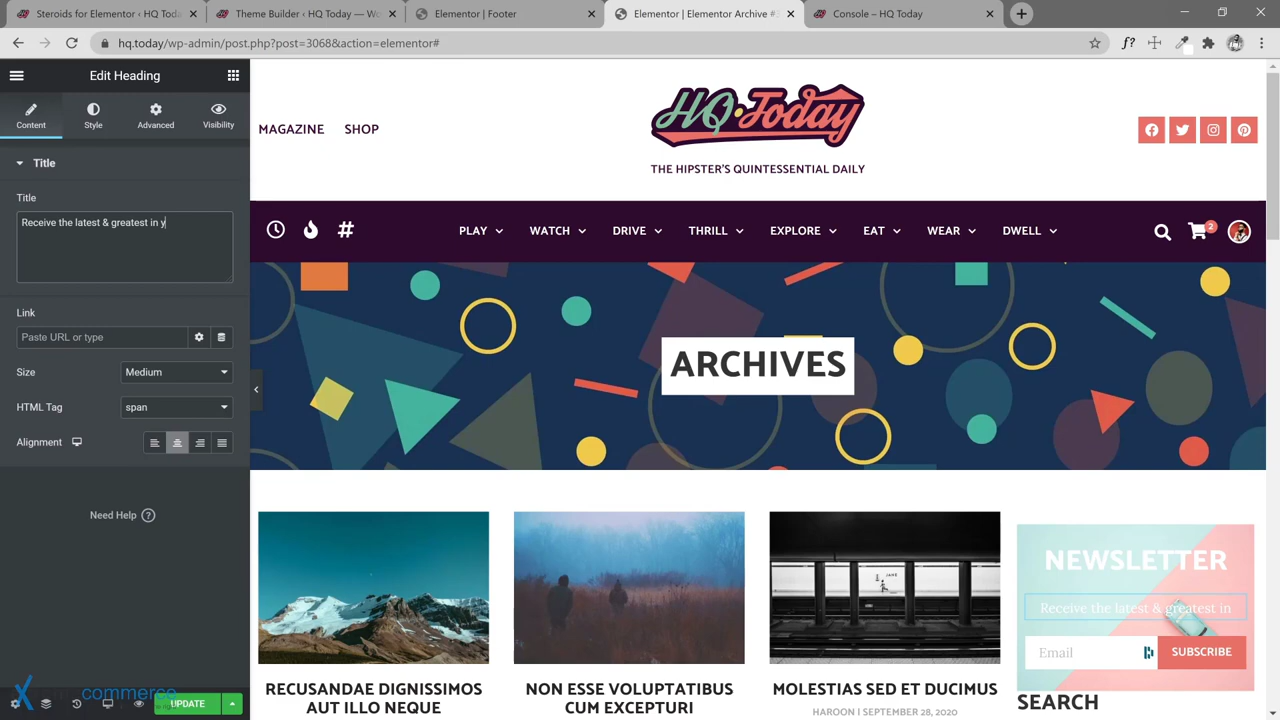 Steroids for Elementor ‹ HQ Tod
Theme Builder ‹ HQ Today — Wo
Elementor | Footer
Elementor | Elementor Archive #3
Console – HQ Today
hq.today/wp-admin/post.php?post=3068&action=elementor#
Edit Heading
Content
Style
Advanced
Visibility
Title
Title
Receive the latest & greatest in y
Link
Paste URL or type
Size
Medium
HTML Tag
span
Alignment
Need Help
commerce
UPDATE
MAGAZINE
SHOP
HQ Today
THE HIPSTER'S QUINTESSENTIAL DAILY
PLAY
WATCH
DRIVE
THRILL
EXPLORE
EAT
WEAR
DWELL
2
ARCHIVES
RECUSANDAE DIGNISSIMOS
AUT ILLO NEQUE
NON ESSE VOLUPTATIBUS
CUM EXCEPTURI
MOLESTIAS SED ET DUCIMUS
HAROON | SEPTEMBER 28, 2020
NEWSLETTER
Receive the latest & greatest in
Email
SUBSCRIBE
SEARCH